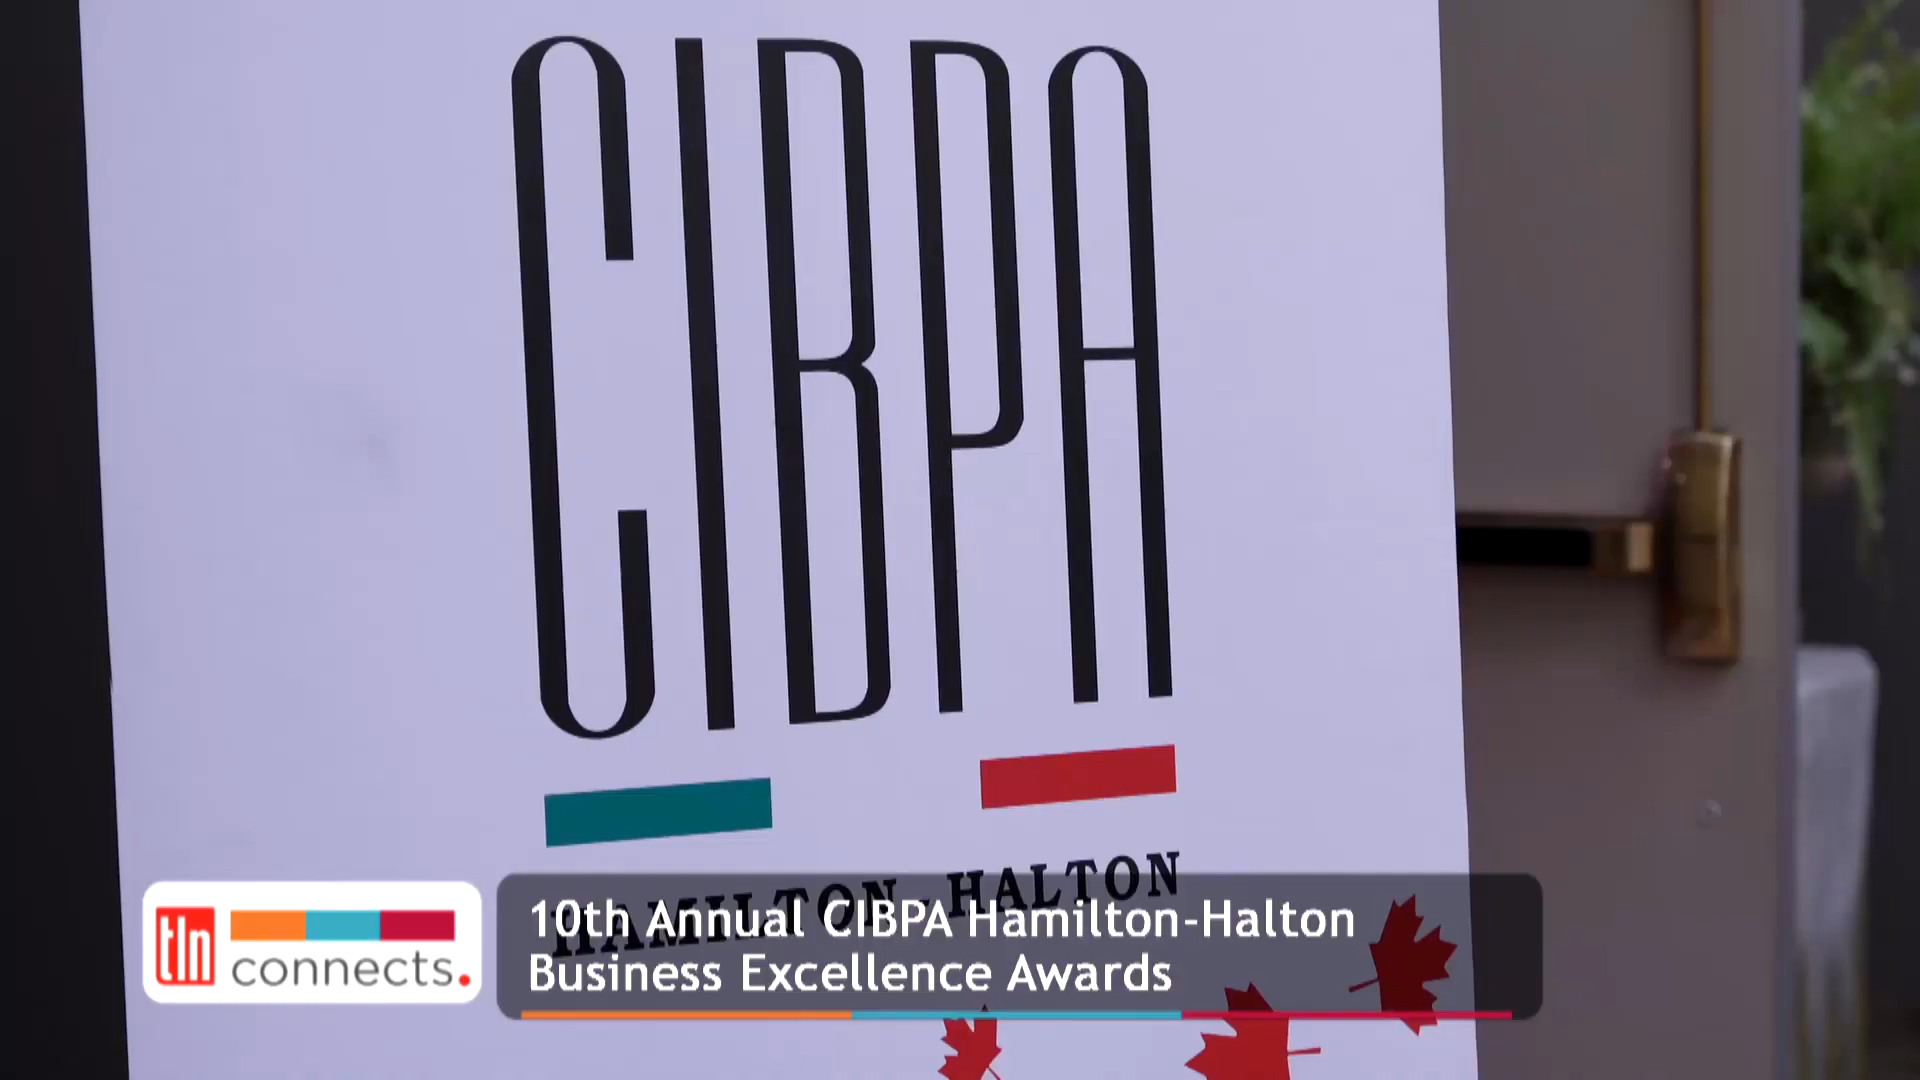 CIBPA
HAMILTON-HALTON
tln
connects.
10th Annual CIBPA Hamilton-Halton
Business Excellence Awards